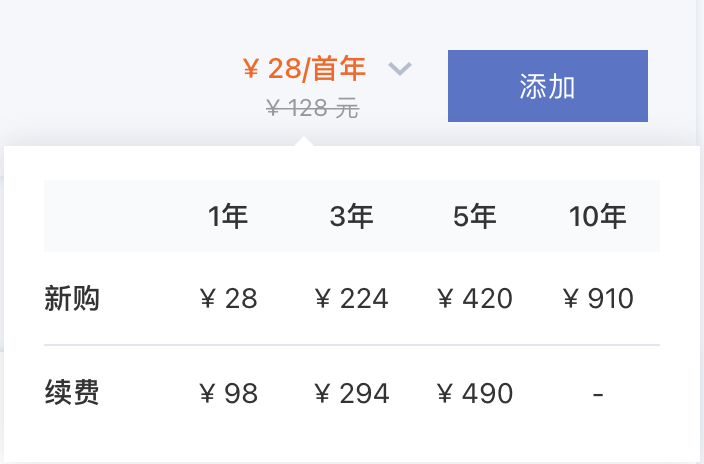 ¥ 28/首年
添加
¥ 128 元
1年 3年 5年 10年
新购 ¥ 28 ¥ 224 ¥ 420 ¥ 910
续费 ¥ 98 ¥ 294 ¥ 490 -